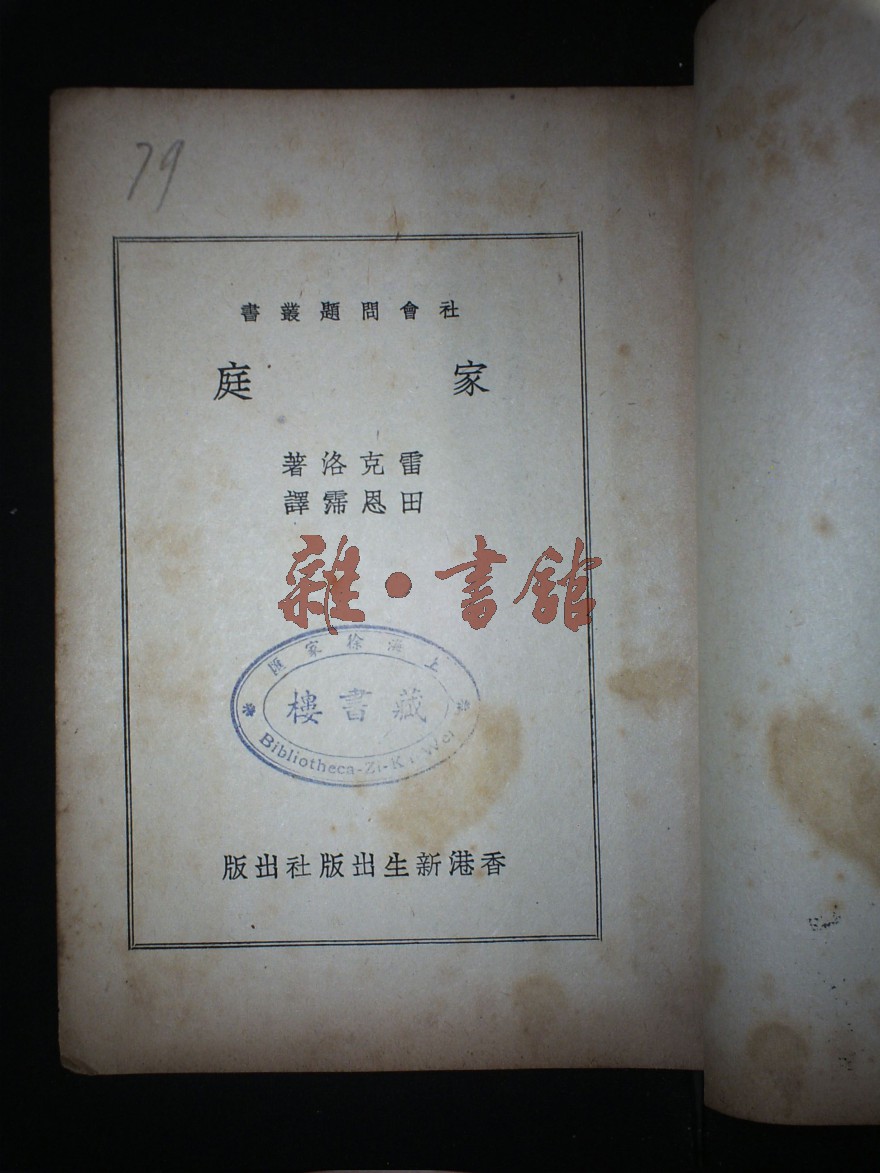 79
社會問題叢書
家庭
雷克洛著
田恩霈譯
雜·書館
上海徐家匯
藏書樓
Bibliotheca-Zi-Ka-Wei
香港新生出版社出版